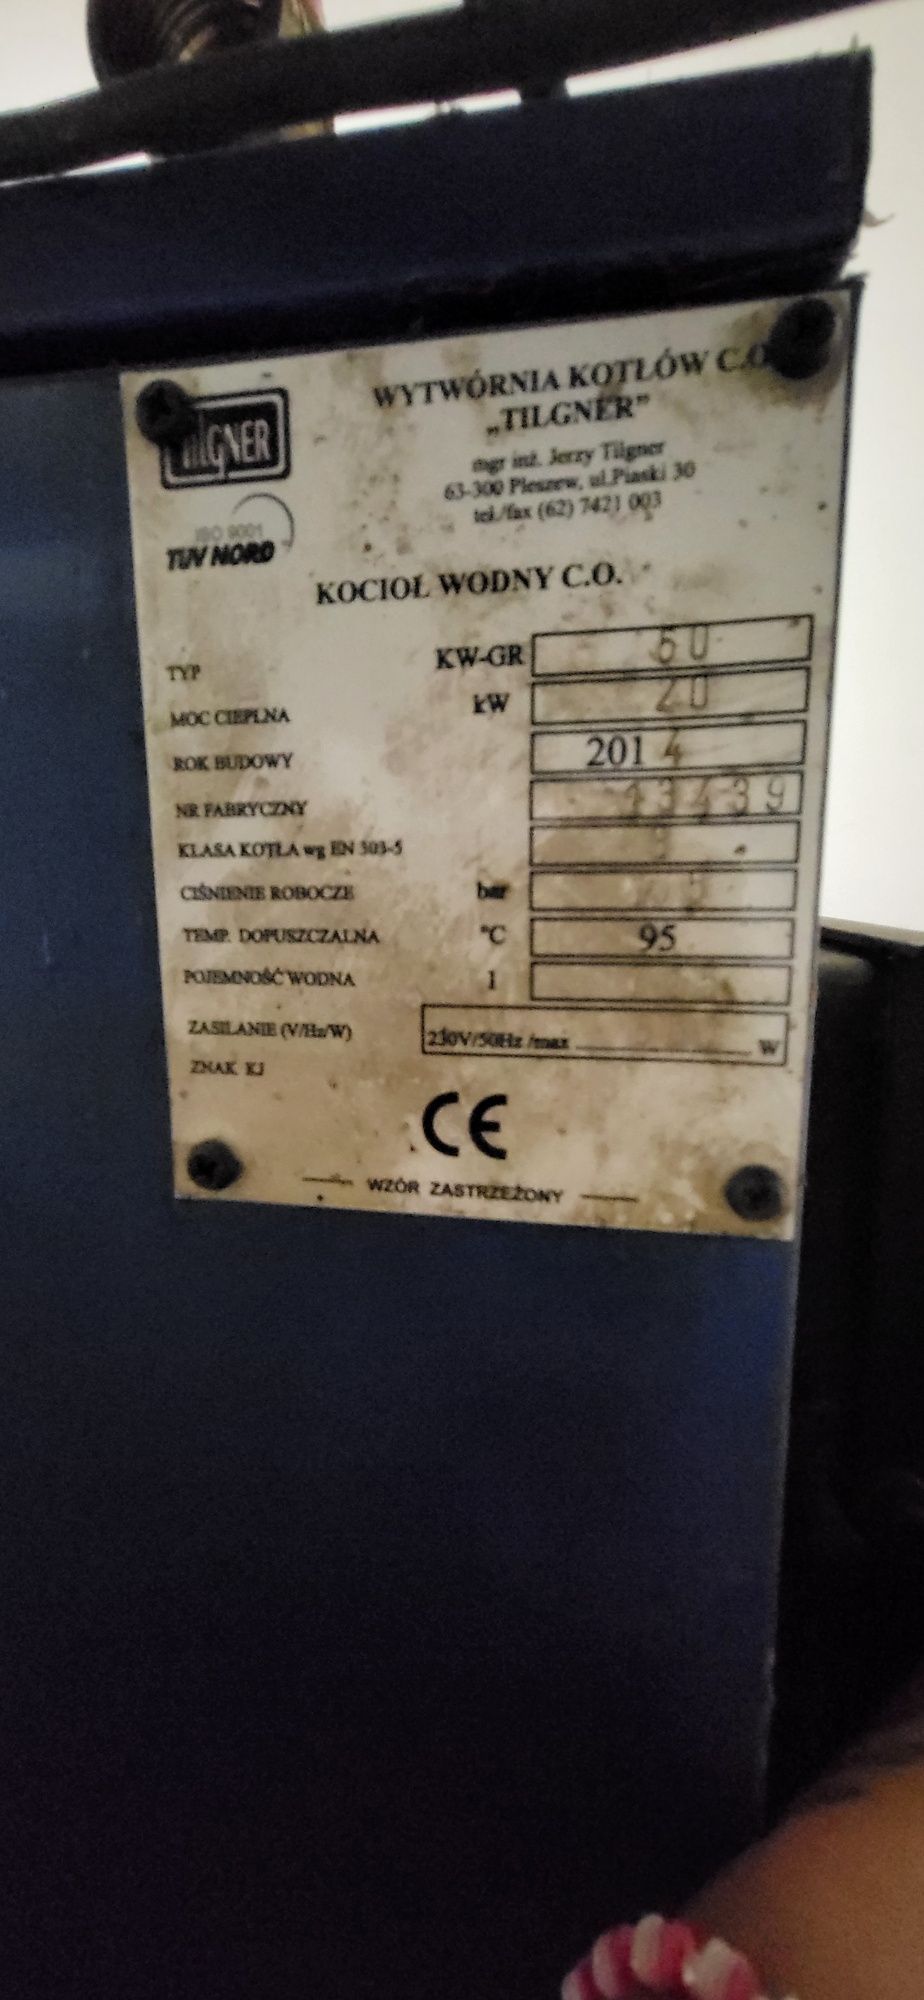 WYTWÓRNIA KOTŁÓW C.O.
„TILGNER”
mgr inż. Jerzy Tilgner
63-300 Pleszew, ul.Piaski 30
tel./fax (62) 7421 003
TILGNER
ISO 9001
TÜV NORD
KOCIOŁ WODNY C.O.
TYP KW-GR 60
MOC CIEPLNA kW 20
ROK BUDOWY 2014
NR FABRYCZNY 13439
KLASA KOTŁA wg EN 303-5
CIŚNIENIE ROBOCZE bar
TEMP. DOPUSZCZALNA °C 95
POJEMNOŚĆ WODNA l
ZASILANIE (V/Hz/W) 230V/50Hz /max W
ZNAK KJ
CE
WZÓR ZASTRZEŻONY